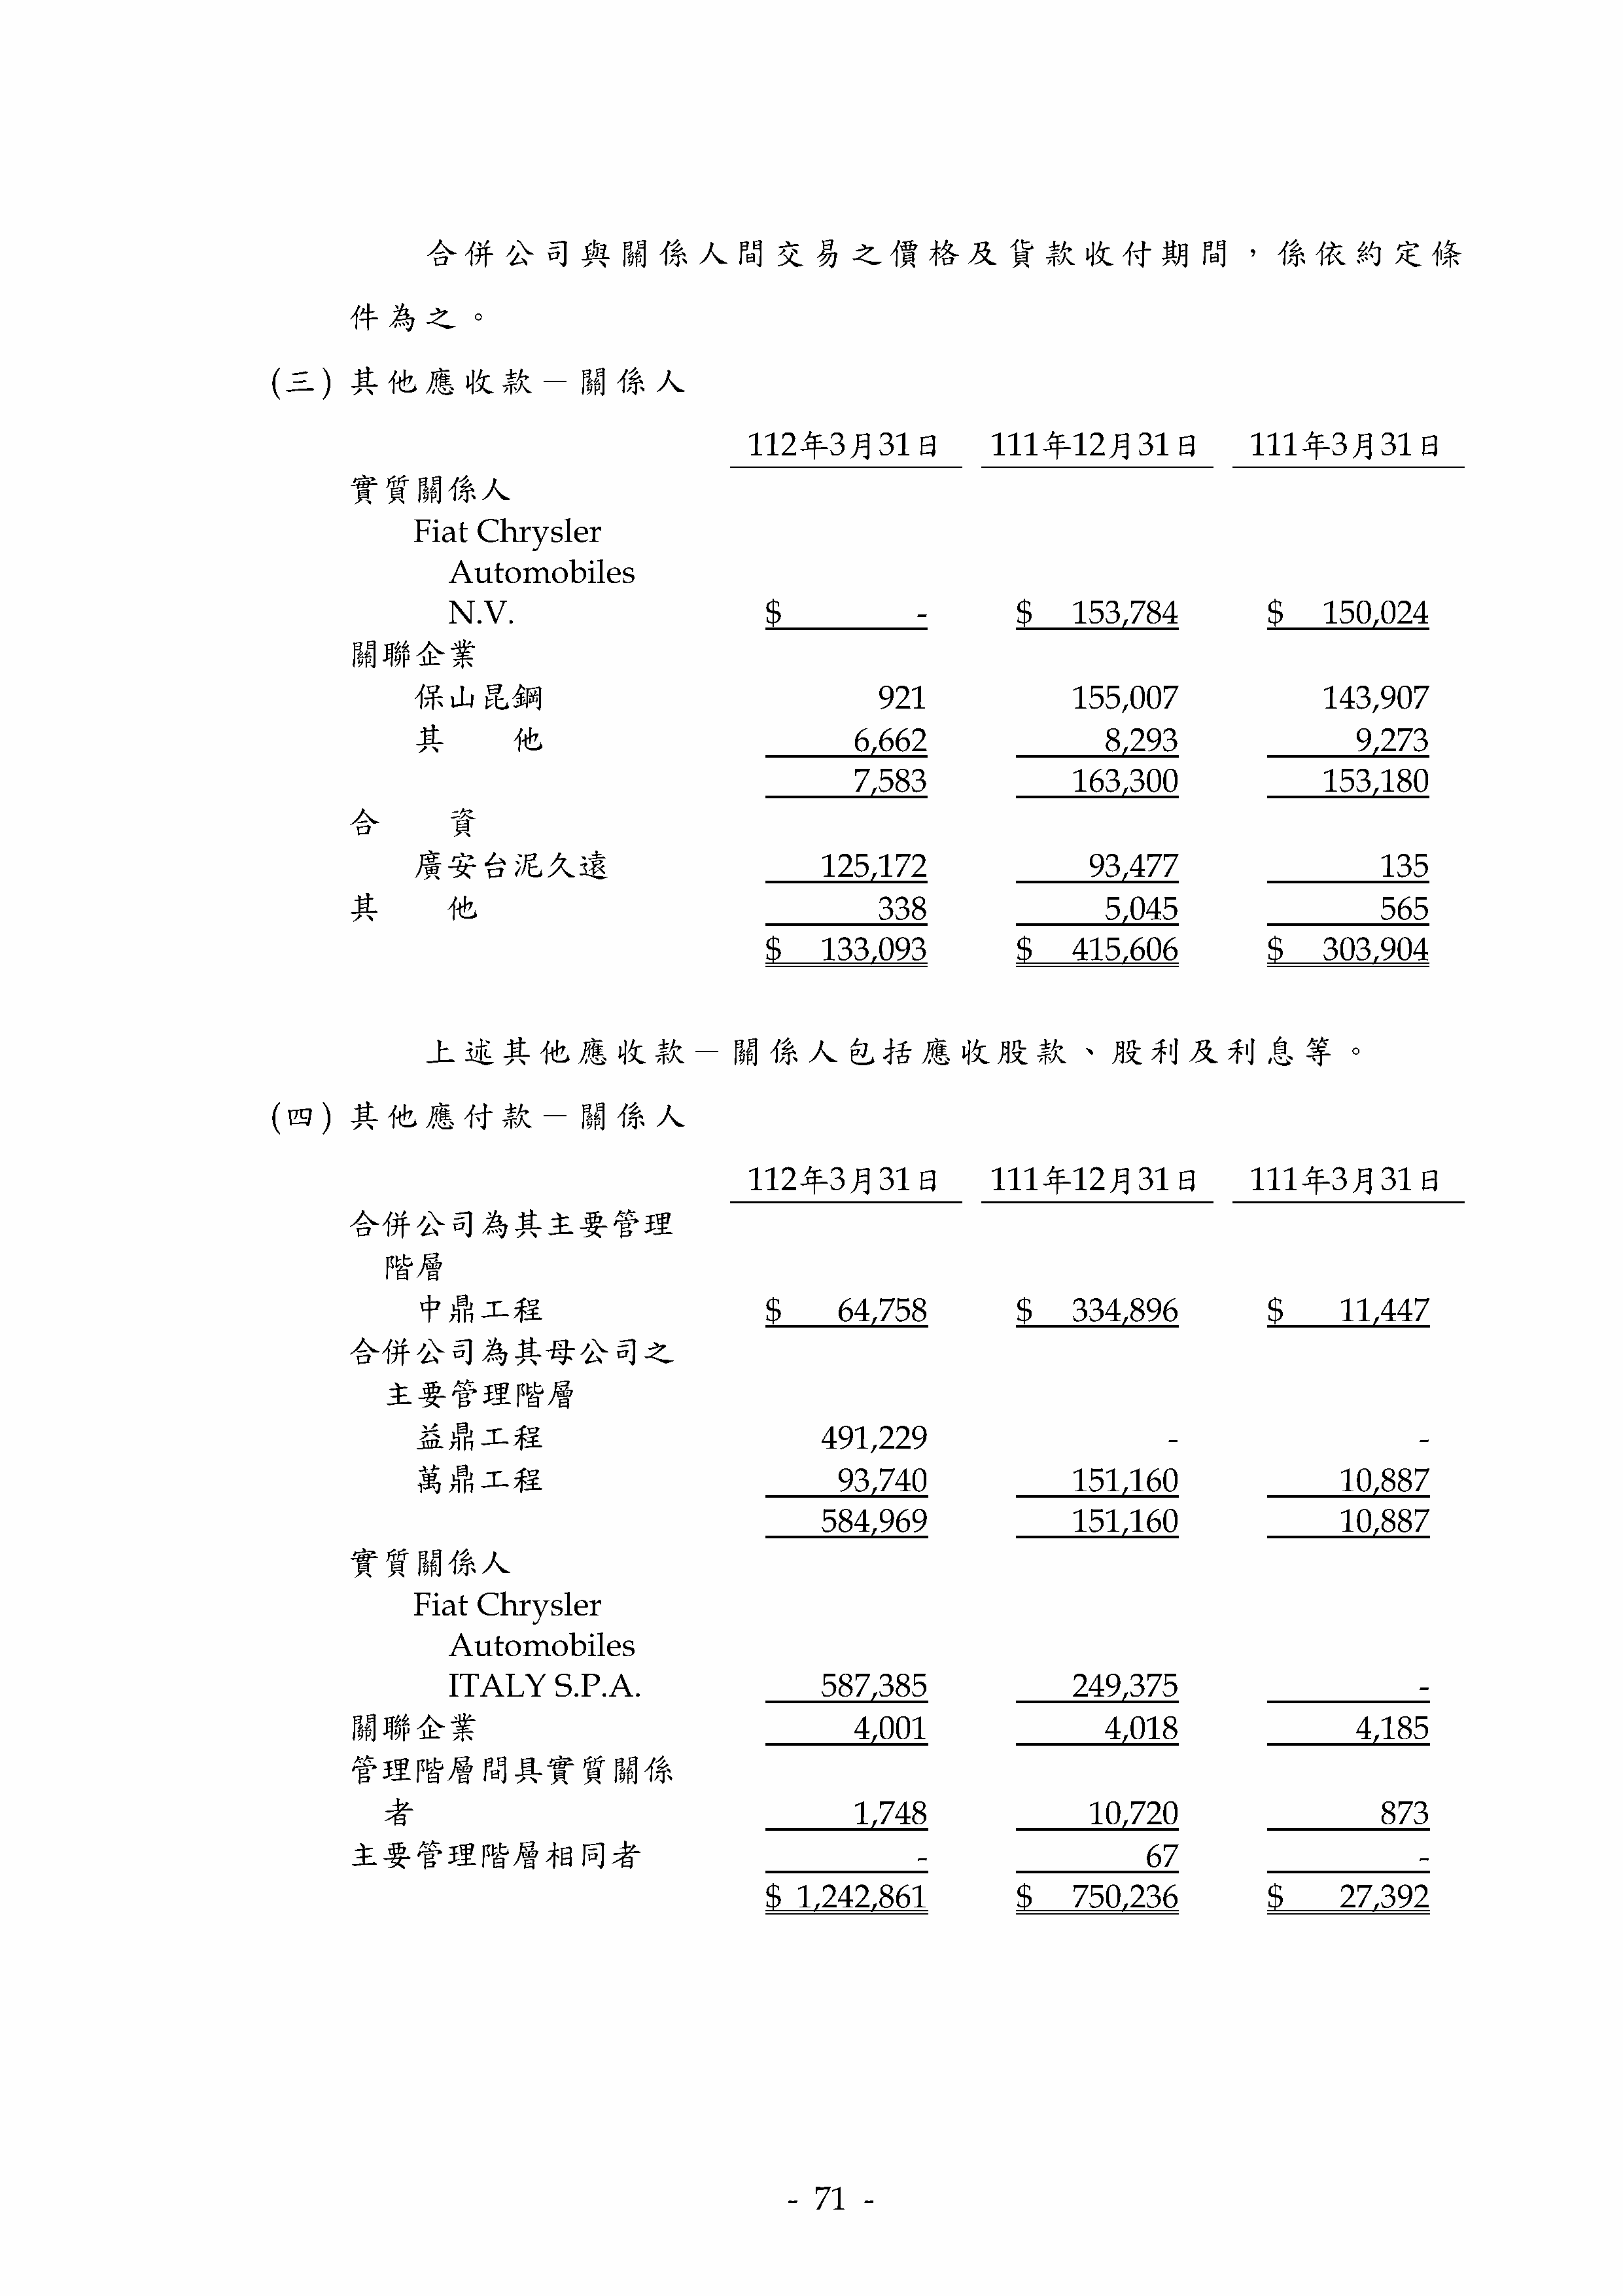 合併公司與關係人間交易之價格及貨款收付期間，係依約定條
件為之。
(三) 其他應收款－關係人
112年3月31日 111年12月31日 111年3月31日
實質關係人
Fiat Chrysler
Automobiles
N.V. $ - $ 153,784 $ 150,024
關聯企業
保山昆鋼 921 155,007 143,907
其 他 6,662 8,293 9,273
7,583 163,300 153,180
合 資
廣安台泥久遠 125,172 93,477 135
其 他 338 5,045 565
$ 133,093 $ 415,606 $ 303,904
上述其他應收款－關係人包括應收股款、股利及利息等。
(四) 其他應付款－關係人
112年3月31日 111年12月31日 111年3月31日
合併公司為其主要管理
階層
中鼎工程 $ 64,758 $ 334,896 $ 11,447
合併公司為其母公司之
主要管理階層
益鼎工程 491,229 - -
萬鼎工程 93,740 151,160 10,887
584,969 151,160 10,887
實質關係人
Fiat Chrysler
Automobiles
ITALY S.P.A. 587,385 249,375 -
關聯企業 4,001 4,018 4,185
管理階層間具實質關係
者 1,748 10,720 873
主要管理階層相同者 - 67 -
$ 1,242,861 $ 750,236 $ 27,392
- 71 -